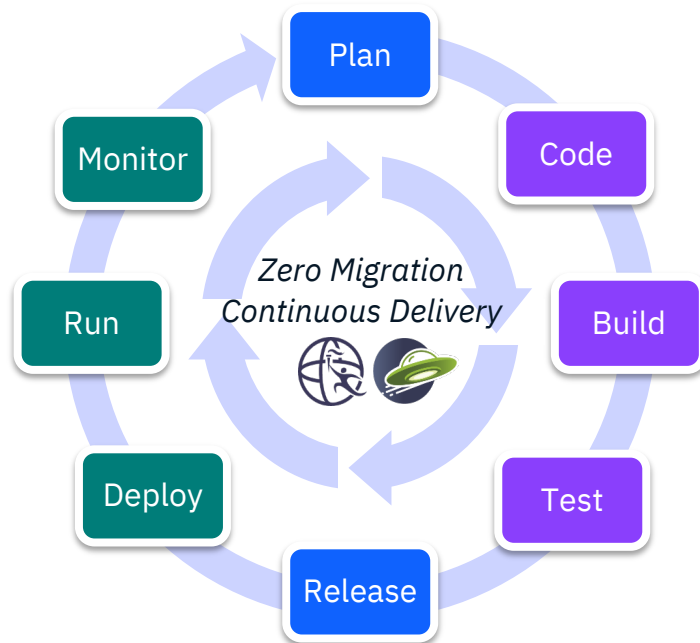 Plan
Code
Build
Test
Release
Deploy
Run
Monitor
Zero Migration
Continuous Delivery